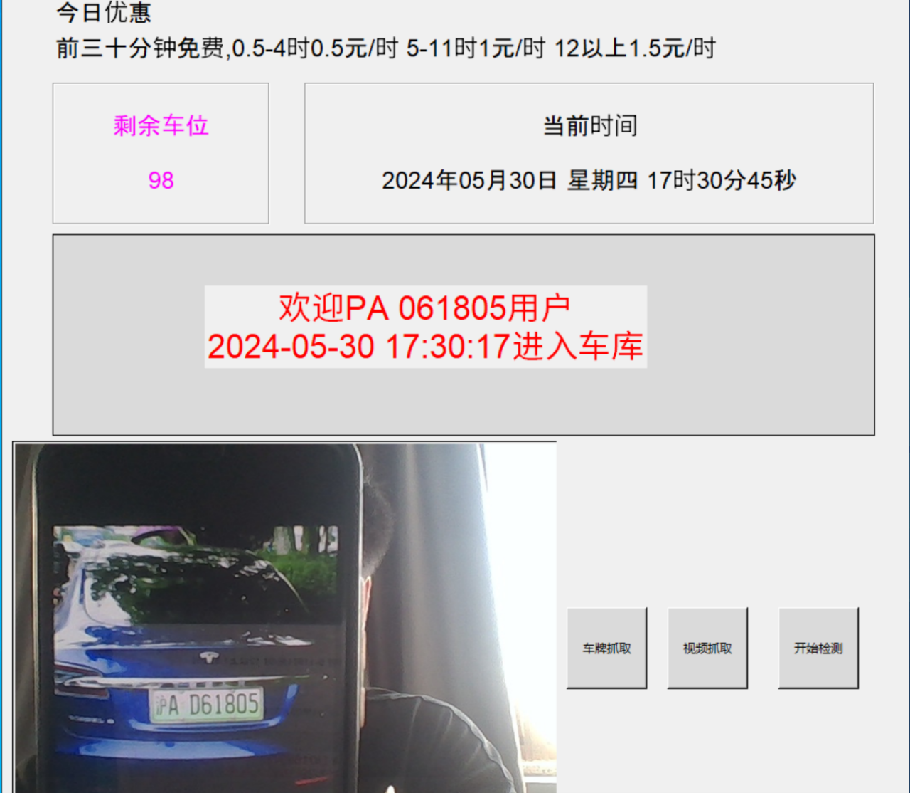 今日优惠
前三十分钟免费,0.5-4时0.5元/时 5-11时1元/时 12以上1.5元/时
剩余车位
98
当前时间
2024年05月30日 星期四 17时30分45秒
欢迎PA 061805用户
2024-05-30 17:30:17进入车库
车牌抓取
视频抓取
开始检测
沪A D61805